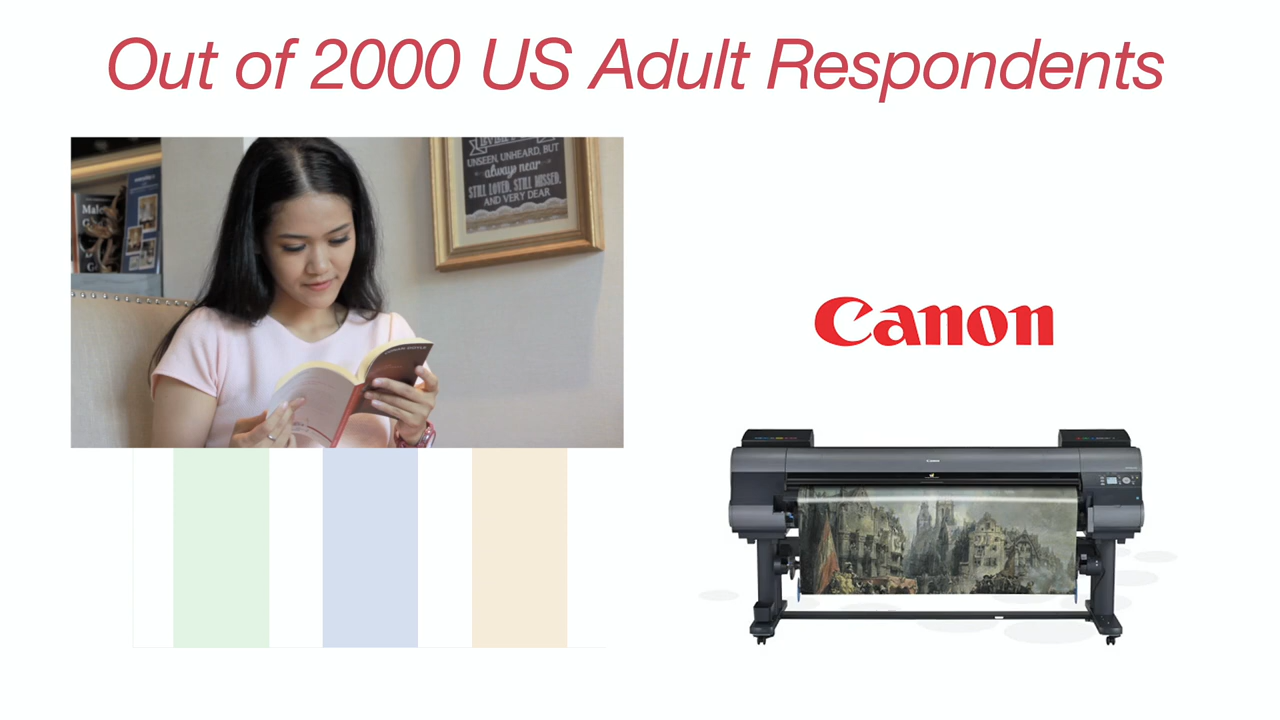 Out of 2000 US Adult Respondents
UNSEEN, UNHEARD, BUT
always near
STILL LOVED, STILL MISSED,
AND VERY DEAR
Canon
Canon